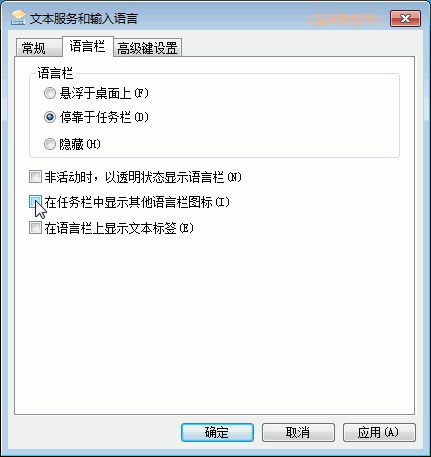 文本服务和输入语言
常规 语言栏 高级键设置
语言栏
悬浮于桌面上(F)
停靠于任务栏(D)
隐藏(H)
非活动时，以透明状态显示语言栏(N)
在任务栏中显示其他语言栏图标(I)
在语言栏上显示文本标签(E)
确定 取消 应用(A)